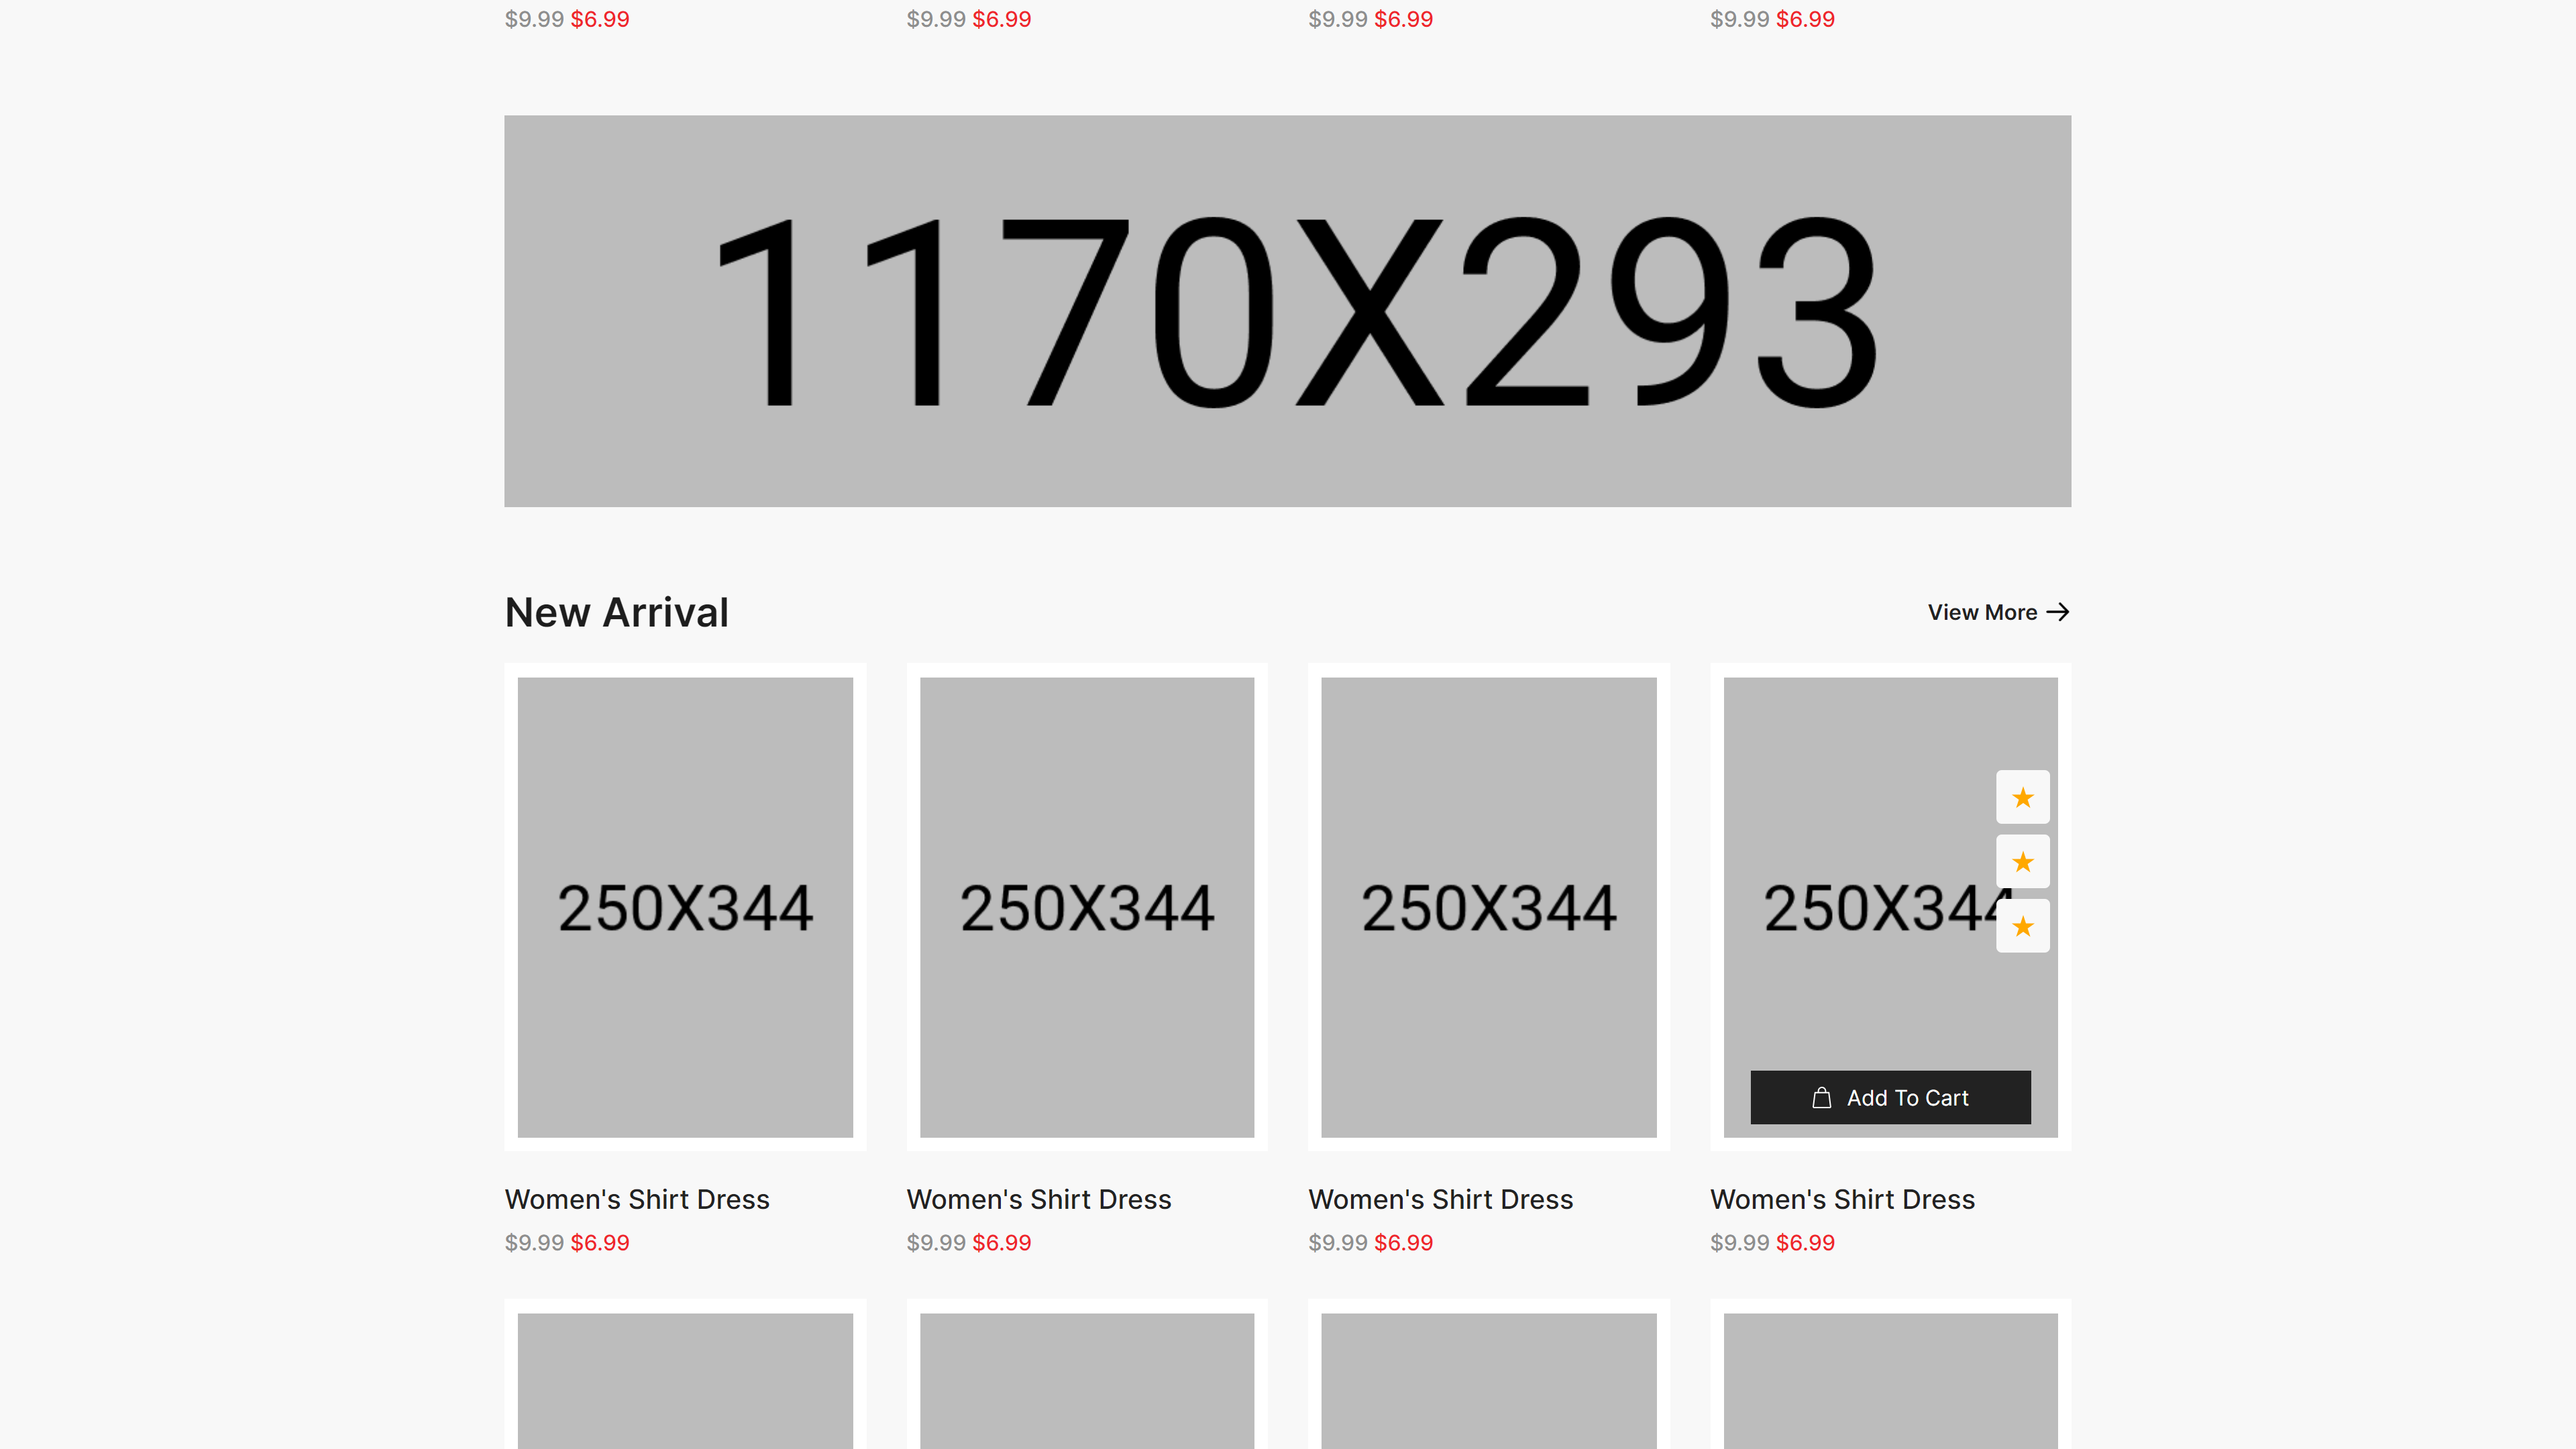 $9.99 $6.99 $9.99 $6.99 $9.99 $6.99 $9.99 $6.99
1170X293
New Arrival View More
250X344 250X344 250X344 250X344
Add To Cart
Women's Shirt Dress Women's Shirt Dress Women's Shirt Dress Women's Shirt Dress
$9.99 $6.99 $9.99 $6.99 $9.99 $6.99 $9.99 $6.99